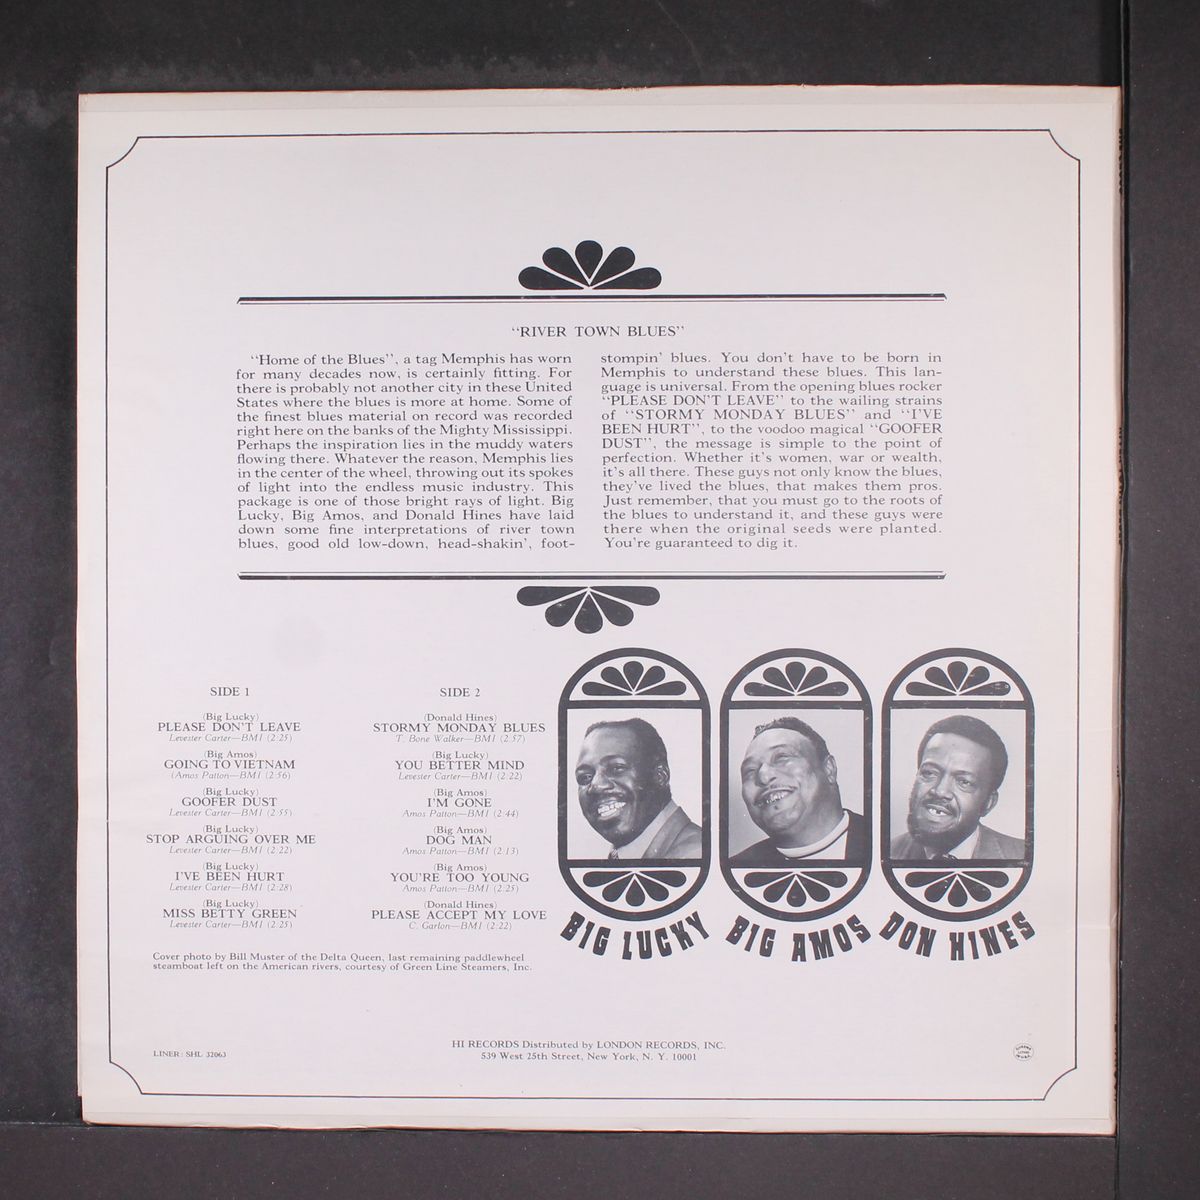 “RIVER TOWN BLUES”
“Home of the Blues”, a tag Memphis has worn
for many decades now, is certainly fitting. For
there is probably not another city in these United
States where the blues is more at home. Some of
the finest blues material on record was recorded
right here on the banks of the Mighty Mississippi.
Perhaps the inspiration lies in the muddy waters
flowing there. Whatever the reason, Memphis lies
in the center of the wheel, throwing out its spokes
of light into the endless music industry. This
package is one of those bright rays of light. Big
Lucky, Big Amos, and Donald Hines have laid
down some fine interpretations of river town
blues, good old low-down, head-shakin’, foot-
stompin’ blues. You don’t have to be born in
Memphis to understand these blues. This lan-
guage is universal. From the opening blues rocker
“PLEASE DON’T LEAVE” to the wailing strains
of “STORMY MONDAY BLUES” and “I’VE
BEEN HURT”, to the voodoo magical “GOOFER
DUST”, the message is simple to the point of
perfection. Whether it’s women, war or wealth,
it’s all there. These guys not only know the blues,
they’ve lived the blues, that makes them pros.
Just remember, that you must go to the roots of
the blues to understand it, and these guys were
there when the original seeds were planted.
You’re guaranteed to dig it.
SIDE 1
(Big Lucky)
PLEASE DON’T LEAVE
Levester Carter—BMI (2:25)
(Big Amos)
GOING TO VIETNAM
(Amos Patton—BMI (2:56)
(Big Lucky)
GOOFER DUST
Levester Carter—BMI (2:55)
(Big Lucky)
STOP ARGUING OVER ME
Levester Carter—BMI (2:22)
(Big Lucky)
I’VE BEEN HURT
Levester Carter—BMI (2:28)
(Big Lucky)
MISS BETTY GREEN
Levester Carter—BMI (2:25)
SIDE 2
(Donald Hines)
STORMY MONDAY BLUES
T. Bone Walker—BMI (2:57)
(Big Lucky)
YOU BETTER MIND
Levester Carter—BMI (2:22)
(Big Amos)
I’M GONE
Amos Patton—BMI (2:44)
(Big Amos)
DOG MAN
Amos Patton—BMI (2:13)
(Big Amos)
YOU’RE TOO YOUNG
Amos Patton—BMI (2:25)
(Donald Hines)
PLEASE ACCEPT MY LOVE
C. Garlon—BMI (2:22)
BIG LUCKY
BIG AMOS
DON HINES
Cover photo by Bill Muster of the Delta Queen, last remaining paddlewheel
steamboat left on the American rivers, courtesy of Green Line Steamers, Inc.
HI RECORDS Distributed by LONDON RECORDS, INC.
539 West 25th Street, New York, N. Y. 10001
LINER: SHL 32063